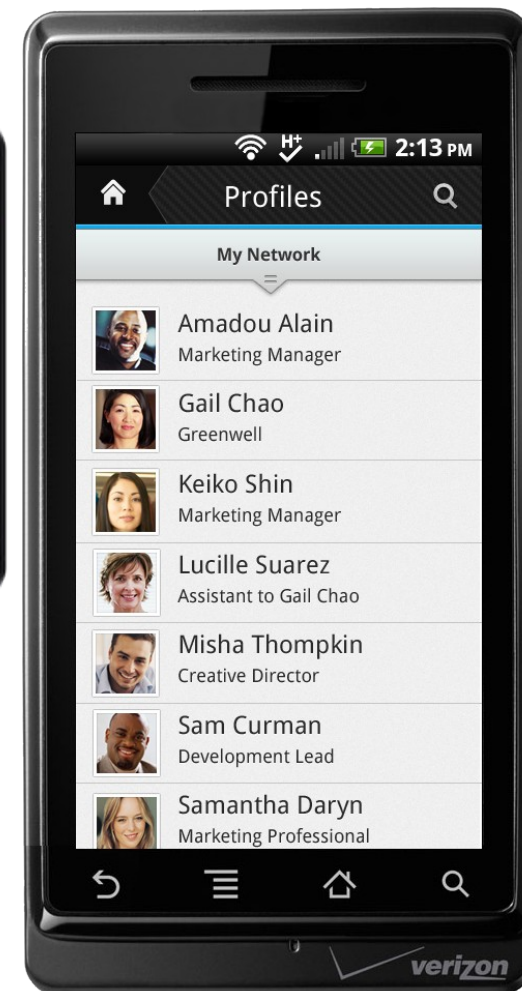 H+
2:13 PM
Profiles
My Network
Amadou Alain
Marketing Manager
Gail Chao
Greenwell
Keiko Shin
Marketing Manager
Lucille Suarez
Assistant to Gail Chao
Misha Thompkin
Creative Director
Sam Curman
Development Lead
Samantha Daryn
Marketing Professional
verizon